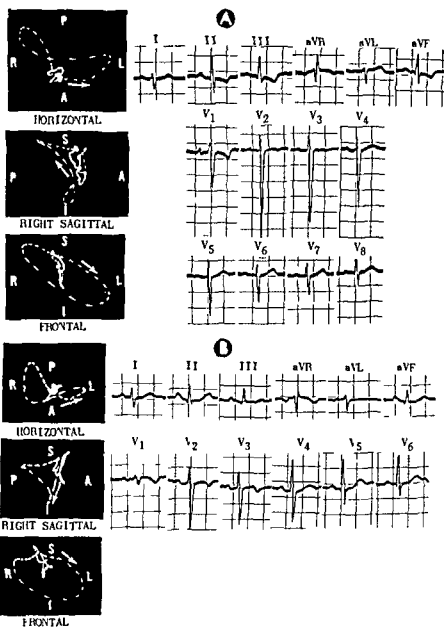 A
P
I II III aVR aVL aVF
R L
A
HORIZONTAL
S
V1 V2 V3 V4
P A
I
RIGHT SAGITTAL
S
V5 V6 V7 V8
R L
I
FRONTAL
B
P
I II III aVR aVL aVF
R L
A
HORIZONTAL
V1 V2 V3 V4 V5 V6
S
P A
RIGHT SAGITTAL
S
R L
I
FRONTAL